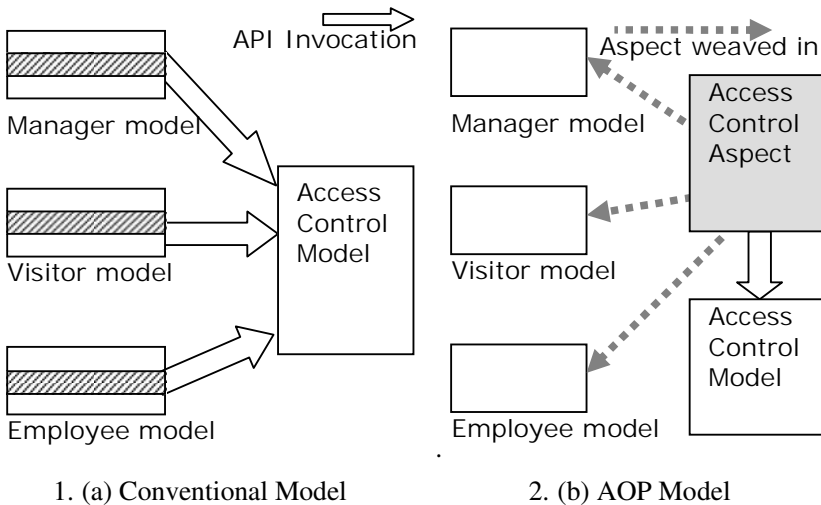 API Invocation
Manager model
Visitor model
Employee model
Access
Control
Model
Aspect weaved in
Manager model
Access
Control
Aspect
Visitor model
Access
Control
Model
Employee model
.
1. (a) Conventional Model
2. (b) AOP Model